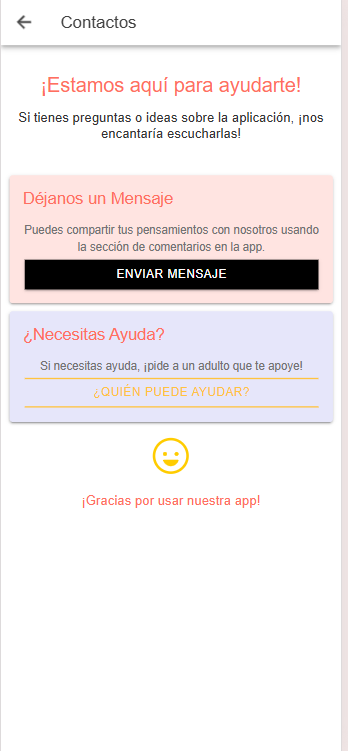 Contactos
¡Estamos aquí para ayudarte!
Si tienes preguntas o ideas sobre la aplicación, ¡nos
encantaría escucharlas!
Déjanos un Mensaje
Puedes compartir tus pensamientos con nosotros usando
la sección de comentarios en la app.
ENVIAR MENSAJE
¿Necesitas Ayuda?
Si necesitas ayuda, ¡pide a un adulto que te apoye!
¿QUIÉN PUEDE AYUDAR?
¡Gracias por usar nuestra app!